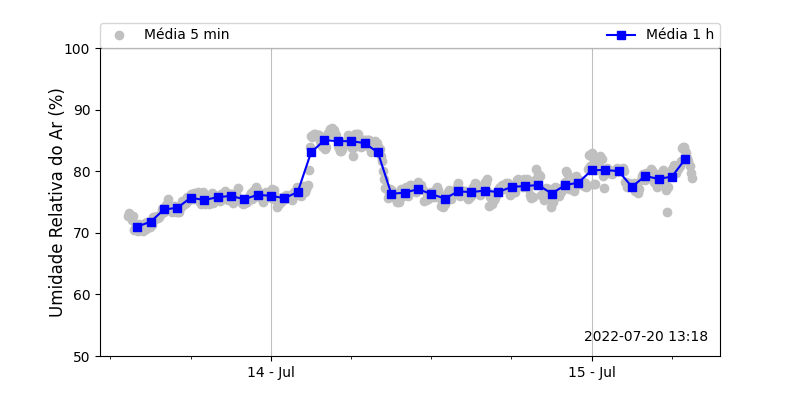 Média 5 min
Média 1 h
100
90
80
70
60
50
Umidade Relativa do Ar (%)
2022-07-20 13:18
14 - Jul
15 - Jul